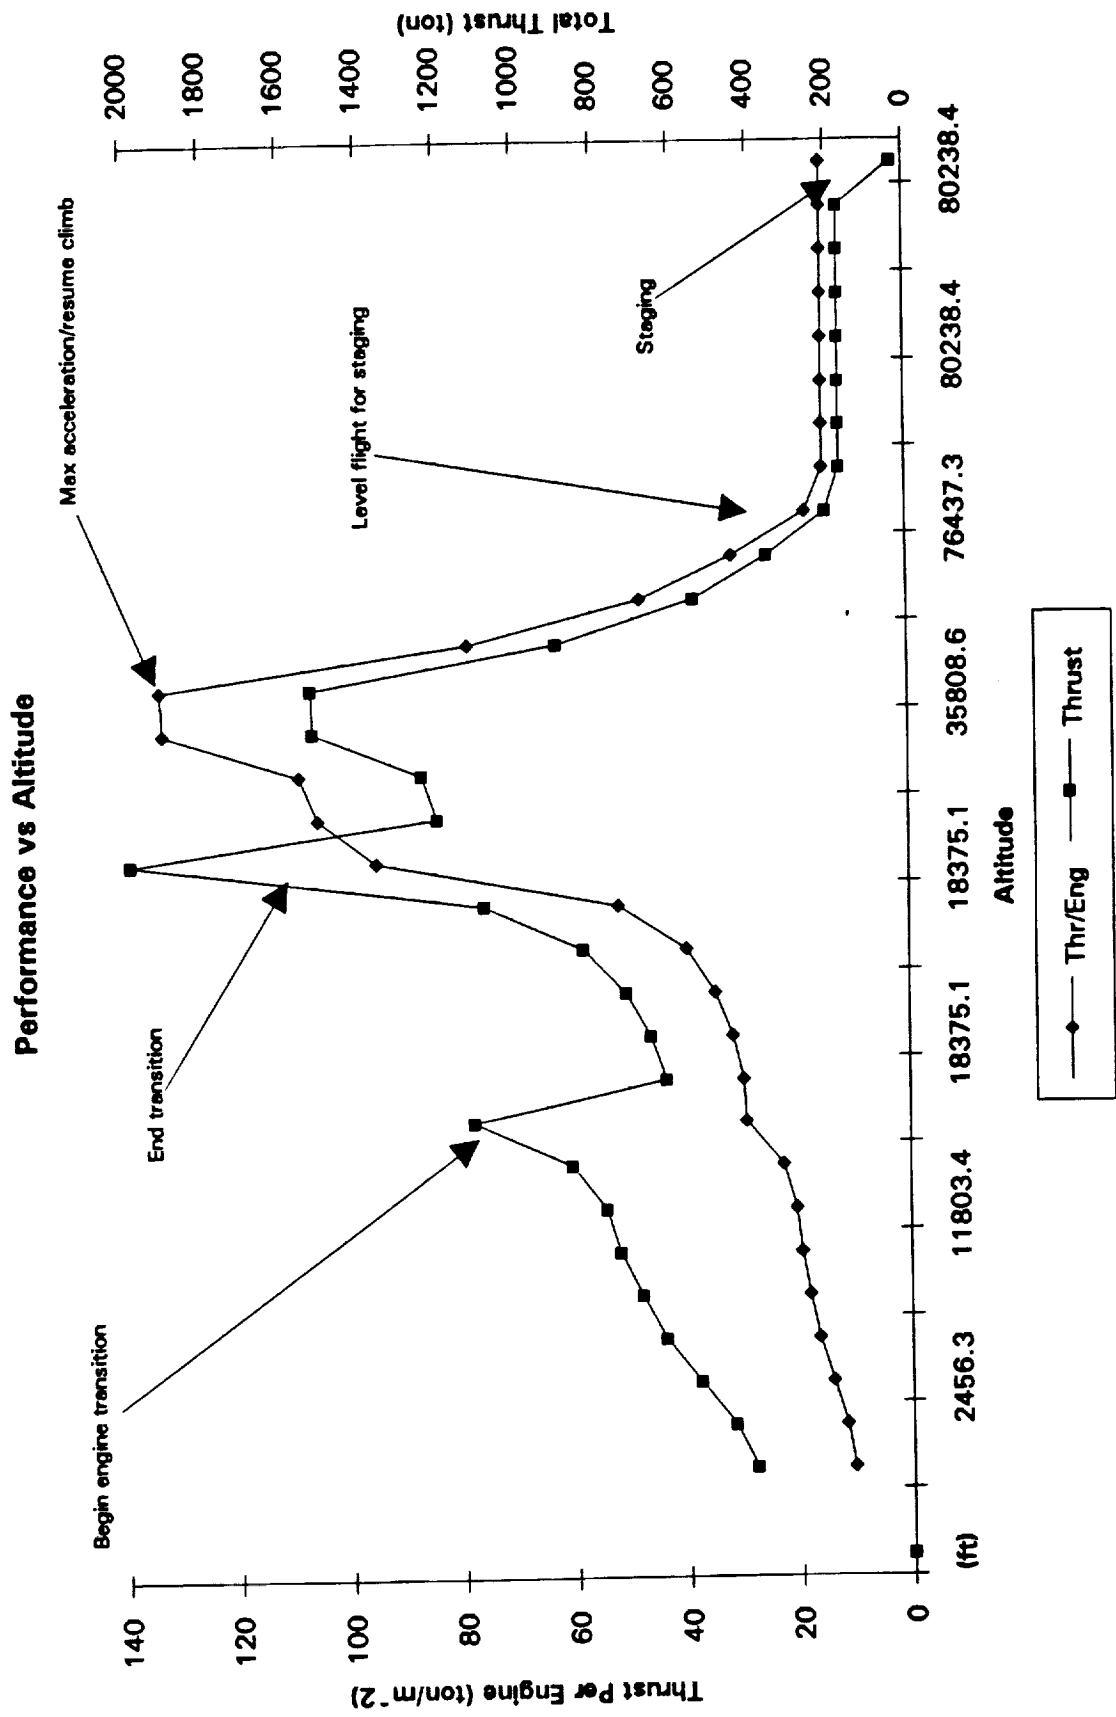 Performance vs Altitude
Thrust Per Engine (ton/m^2)
140
120
100
80
60
40
20
0
Total Thrust (ton)
2000
1800
1600
1400
1200
1000
800
600
400
200
0
Begin engine transition
End transition
Max acceleration/resume climb
Level flight for staging
Staging
(ft)
2456.3
11803.4
18375.1
18375.1
35808.6
76437.3
80238.4
80238.4
Altitude
Thr/Eng
Thrust